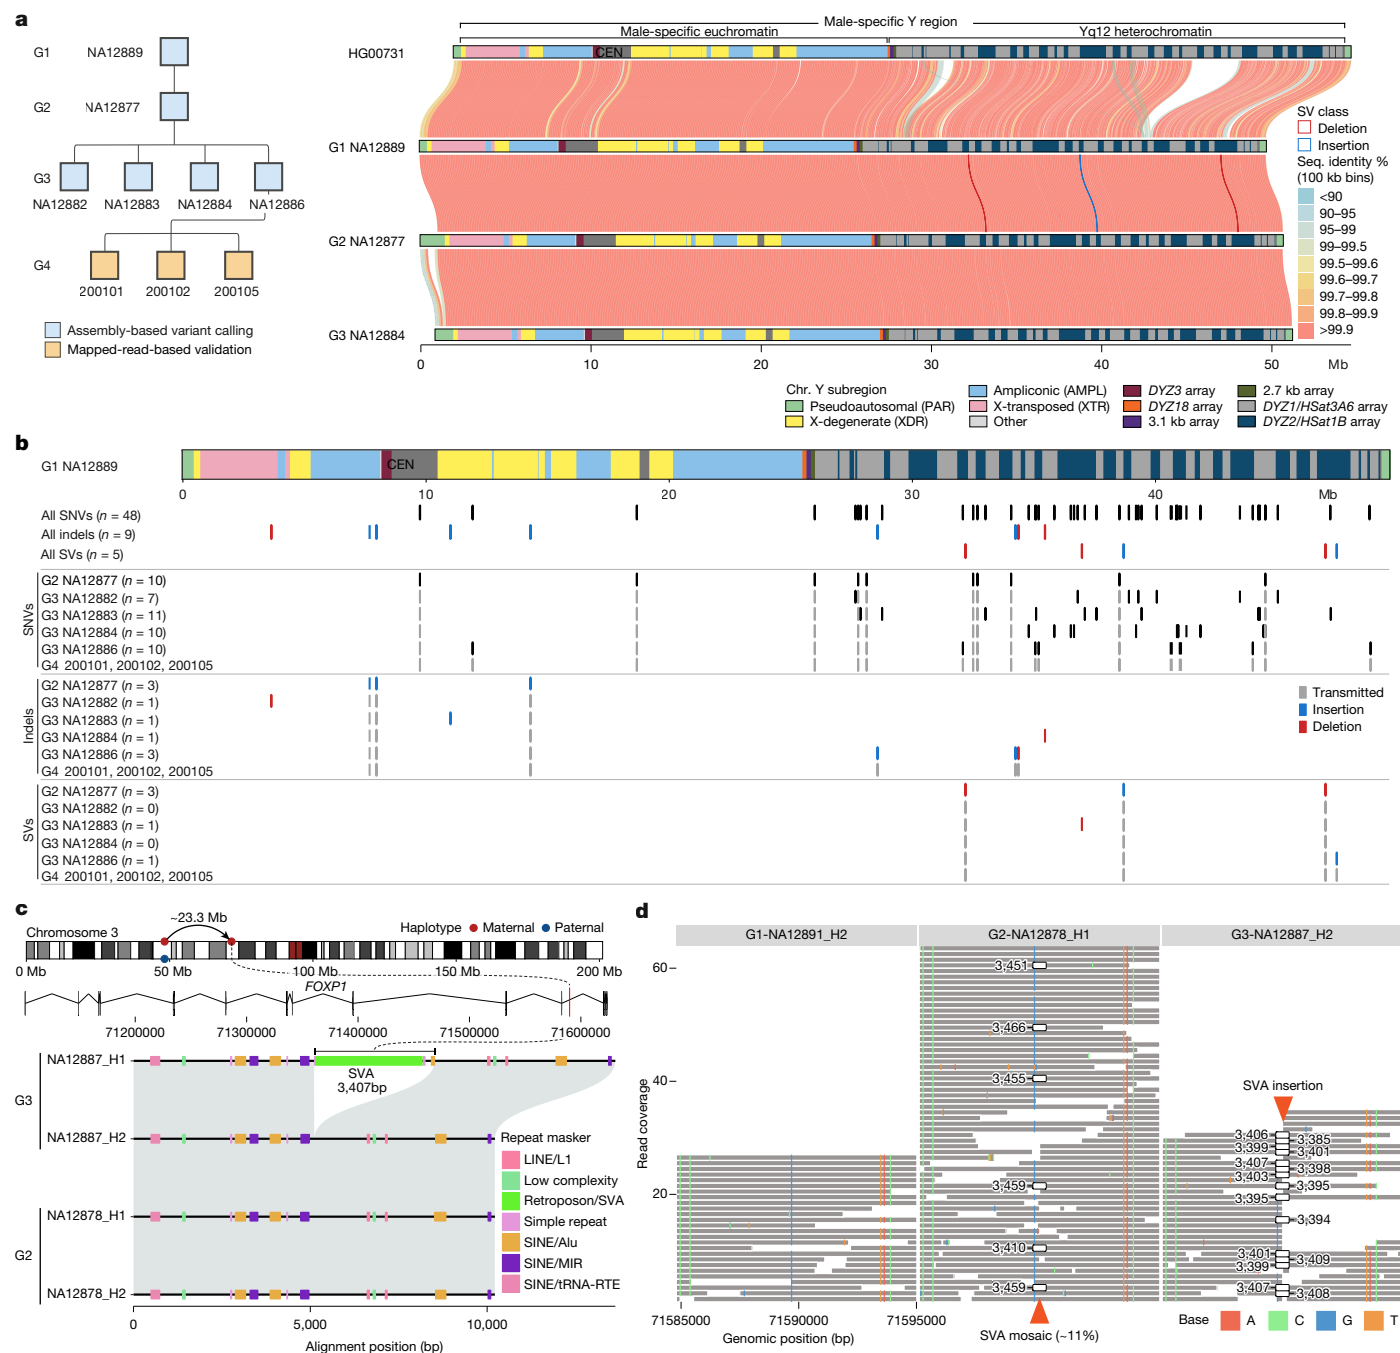 a
G1 NA12889
G2 NA12877
G3
NA12882 NA12883 NA12884 NA12886
G4
200101 200102 200105
Assembly-based variant calling
Mapped-read-based validation
Male-specific Y region
Male-specific euchromatin Yq12 heterochromatin
HG00731
CEN
G1 NA12889
G2 NA12877
G3 NA12884
0 10 20 30 40 50 Mb
SV class
Deletion
Insertion
Seq. identity %
(100 kb bins)
<90
90–95
95–99
99–99.5
99.5–99.6
99.6–99.7
99.7–99.8
99.8–99.9
>99.9
Chr. Y subregion
Pseudoautosomal (PAR)
X-degenerate (XDR)
Ampliconic (AMPL)
X-transposed (XTR)
Other
DYZ3 array
DYZ18 array
3.1 kb array
2.7 kb array
DYZ1/HSat3A6 array
DYZ2/HSat1B array
b
G1 NA12889
CEN
0 10 20 30 40 Mb
All SNVs (n = 48)
All indels (n = 9)
All SVs (n = 5)
SNVs
G2 NA12877 (n = 10)
G3 NA12882 (n = 7)
G3 NA12883 (n = 11)
G3 NA12884 (n = 10)
G3 NA12886 (n = 10)
G4 200101, 200102, 200105
Indels
G2 NA12877 (n = 3)
G3 NA12882 (n = 1)
G3 NA12883 (n = 1)
G3 NA12884 (n = 1)
G3 NA12886 (n = 3)
G4 200101, 200102, 200105
Transmitted
Insertion
Deletion
SVs
G2 NA12877 (n = 3)
G3 NA12882 (n = 0)
G3 NA12883 (n = 1)
G3 NA12884 (n = 0)
G3 NA12886 (n = 1)
G4 200101, 200102, 200105
c
~23.3 Mb
Chromosome 3
Haplotype Maternal Paternal
0 Mb 50 Mb 100 Mb 150 Mb 200 Mb
FOXP1
71200000 71300000 71400000 71500000 71600000
G3
NA12887_H1
SVA
3,407bp
NA12887_H2
G2
NA12878_H1
NA12878_H2
Repeat masker
LINE/L1
Low complexity
Retroposon/SVA
Simple repeat
SINE/Alu
SINE/MIR
SINE/tRNA-RTE
0 5,000 10,000
Alignment position (bp)
d
G1-NA12891_H2 G2-NA12878_H1 G3-NA12887_H2
Read coverage
60
40
20
3,451
3,466
3,455
3,459
3,410
3,459
SVA insertion
3,406
3,385
3,399
3,401
3,407
3,398
3,403
3,395
3,395
3,394
3,401
3,409
3,399
3,407
3,408
71585000 71590000 71595000
Genomic position (bp)
SVA mosaic (~11%)
Base A C G T